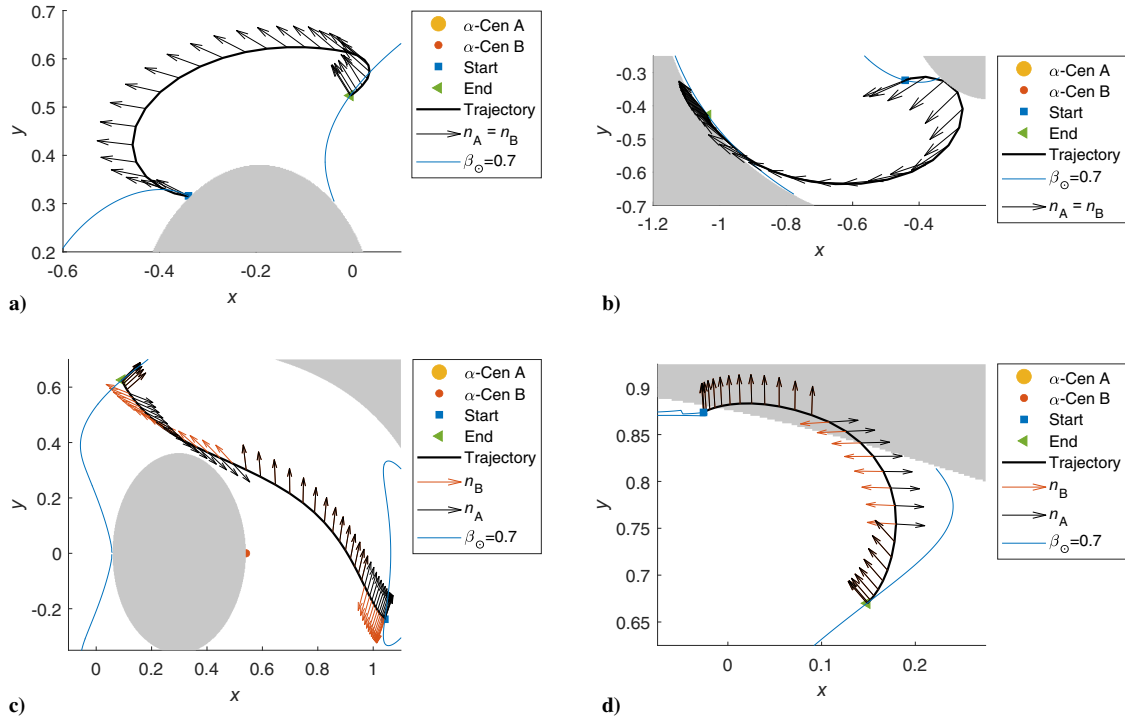 0.7
0.6
0.5
0.4
0.3
0.2
-0.6
-0.4
-0.2
0
x
y
α-Cen A
α-Cen B
Start
End
Trajectory
n_A = n_B
β_⊙=0.7
a)
-0.3
-0.4
-0.5
-0.6
-0.7
-1.2
-1
-0.8
-0.6
-0.4
x
y
α-Cen A
α-Cen B
Start
End
Trajectory
β_⊙=0.7
n_A = n_B
b)
0.6
0.4
0.2
0
-0.2
0
0.2
0.4
0.6
0.8
1
x
y
α-Cen A
α-Cen B
Start
End
Trajectory
n_B
n_A
β_⊙=0.7
c)
0.9
0.85
0.8
0.75
0.7
0.65
0
0.1
0.2
x
y
α-Cen A
α-Cen B
Start
End
Trajectory
n_B
n_A
β_⊙=0.7
d)